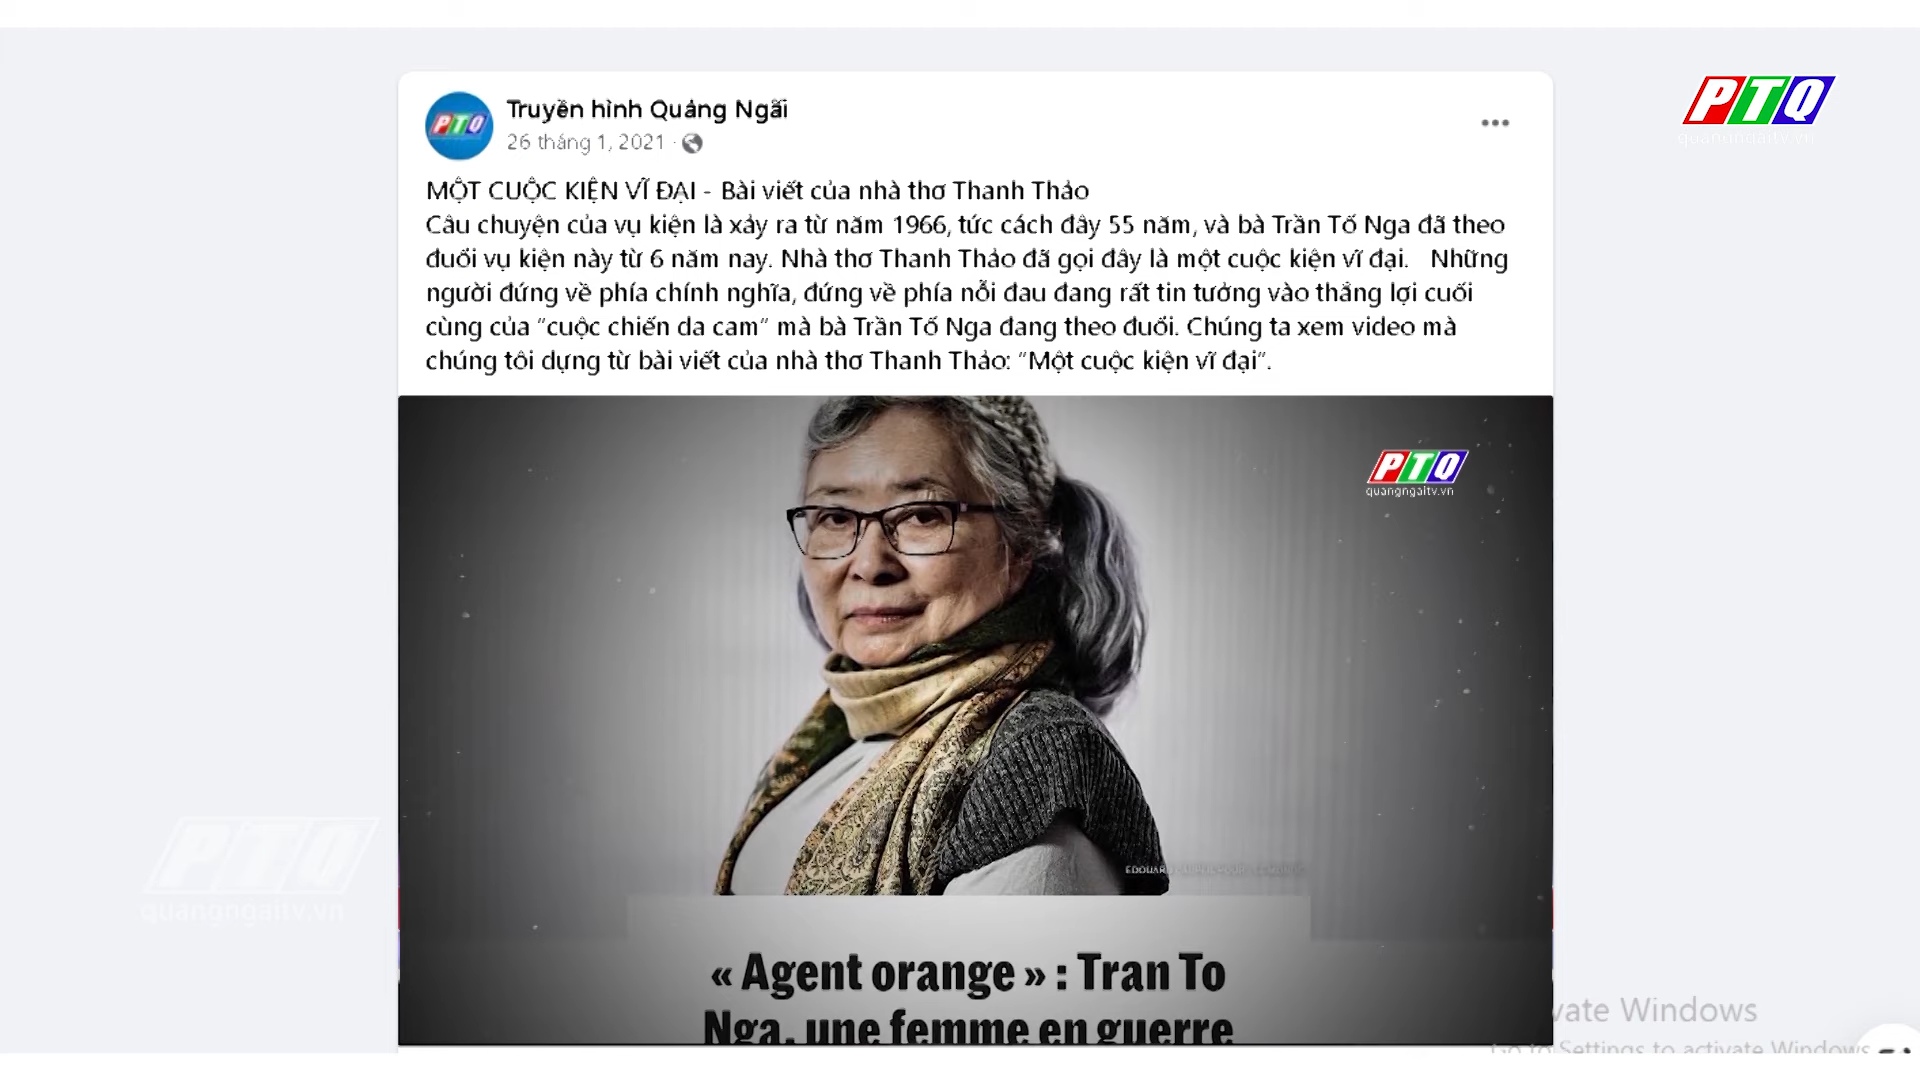 PTQ
quangngaitv.vn
PTQ
Truyền hình Quảng Ngãi
26 tháng 1, 2021 ·
MỘT CUỘC KIỆN VĨ ĐẠI - Bài viết của nhà thơ Thanh Thảo
Câu chuyện của vụ kiện là xảy ra từ năm 1966, tức cách đây 55 năm, và bà Trần Tố Nga đã theo
đuổi vụ kiện này từ 6 năm nay. Nhà thơ Thanh Thảo đã gọi đây là một cuộc kiện vĩ đại. Những
người đứng về phía chính nghĩa, đứng về phía nỗi đau đang rất tin tưởng vào thắng lợi cuối
cùng của "cuộc chiến da cam" mà bà Trần Tố Nga đang theo đuổi. Chúng ta xem video mà
chúng tôi dựng từ bài viết của nhà thơ Thanh Thảo: "Một cuộc kiện vĩ đại".
PTQ
quangngaitv.vn
PTQ
quangngaitv.vn
« Agent orange » : Tran To
Nga, une femme en guerre
vate Windows
Go to Settings to activate Windows